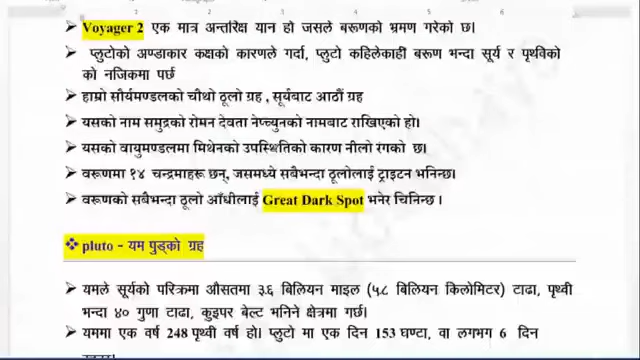 ➢ Voyager 2 एक मात्र अन्तरिक्ष यान हो जसले बरूणको भ्रमण गरेको छ।
➢ प्लुटोको अण्डाकार कक्षको कारणले गर्दा, प्लुटो कहिलेकाहीं बरूण भन्दा सूर्य र पृथ्विको
को नजिकमा पर्छ
➢ हाम्रो सौर्यमण्डलको चौथो ठूलो ग्रह , सूर्यबाट आठौं ग्रह
➢ यसको नाम समुद्रको रोमन देवता नेप्च्युनको नामबाट राखिएको हो।
➢ यसको वायुमण्डलमा मिथेनको उपस्थितिको कारण नीलो रंगको छ।
➢ वरूणमा १४ चन्द्रमाहरू छन्, जसमध्ये सबैभन्दा ठूलोलाई ट्राइटन भनिन्छ।
➢ वरूणको सबैभन्दा ठूलो आँधीलाई Great Dark Spot भनेर चिनिन्छ ।
❖ pluto - यम पुड्को ग्रह
➢ यमले सूर्यको परिक्रमा औसतमा ३.६ बिलियन माइल (५.८ बिलियन किलोमिटर) टाढा, पृथ्वी
भन्दा ४० गुणा टाढा, कुइपर बेल्ट भनिने क्षेत्रमा गर्छ।
➢ यममा एक वर्ष 248 पृथ्वी वर्ष हो। प्लुटो मा एक दिन 153 घण्टा, वा लगभग 6 दिन